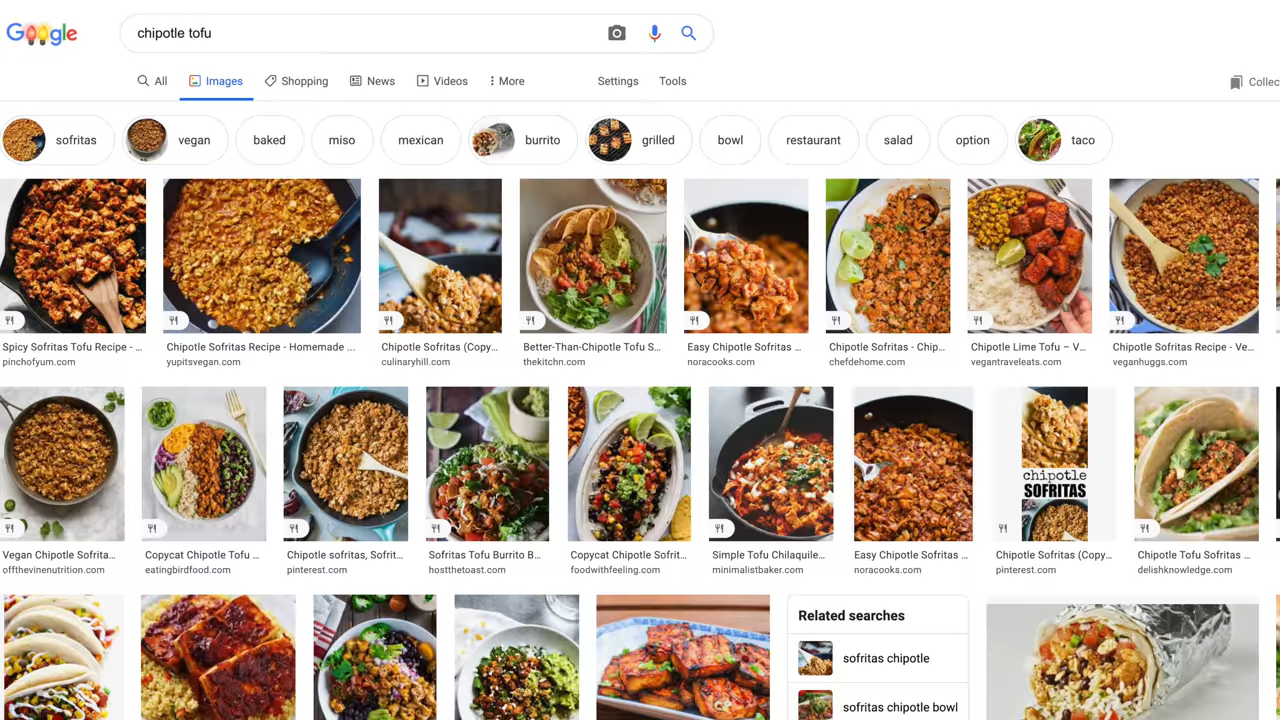 Google
chipotle tofu
All Images Shopping News Videos More Settings Tools Collec
sofritas vegan baked miso mexican burrito grilled bowl restaurant salad option taco
Spicy Sofritas Tofu Recipe - ... Chipotle Sofritas Recipe - Homemade ... Chipotle Sofritas (Copy... Better-Than-Chipotle Tofu S... Easy Chipotle Sofritas ... Chipotle Sofritas - Chip... Chipotle Lime Tofu – V... Chipotle Sofritas Recipe - Ve...
pinchofyum.com yupitsvegan.com culinaryhill.com thekitchn.com noracooks.com chefdehome.com vegantraveleats.com veganhuggs.com
chipotle
SOFRITAS
Vegan Chipotle Sofrita... Copycat Chipotle Tofu ... Chipotle sofritas, Sofrit... Sofritas Tofu Burrito B... Copycat Chipotle Sofrit... Simple Tofu Chilaquile... Easy Chipotle Sofritas ... Chipotle Sofritas (Copy... Chipotle Tofu Sofritas ...
offthevinenutrition.com eatingbirdfood.com pinterest.com hostthetoast.com foodwithfeeling.com minimalistbaker.com noracooks.com pinterest.com delishknowledge.com
Related searches
sofritas chipotle
sofritas chipotle bowl